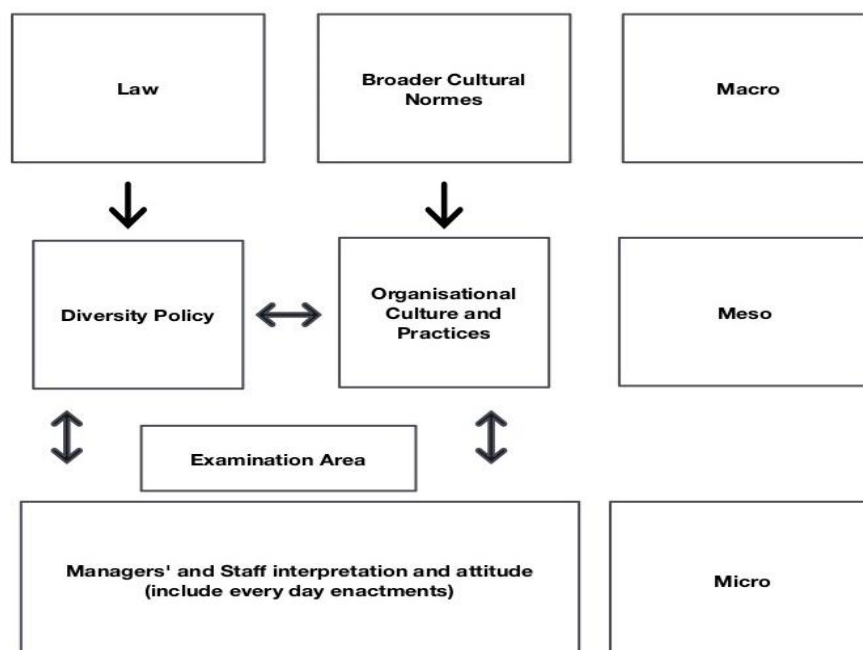 Law
Broader Cultural
Normes
Macro
Diversity Policy
Organisational
Culture and
Practices
Meso
Examination Area
Managers' and Staff interpretation and attitude
(include every day enactments)
Micro